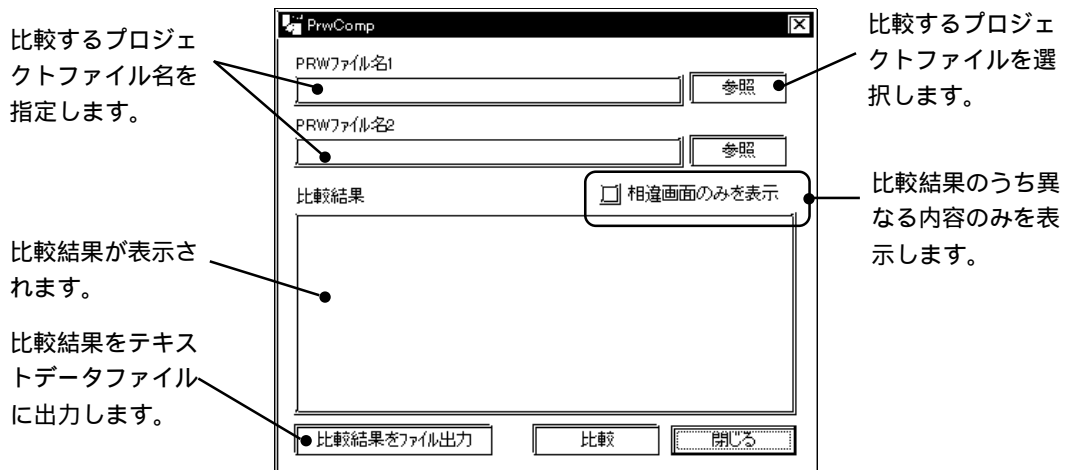 比較するプロジェ
クトファイル名を
指定します。
比較結果が表示さ
れます。
比較結果をテキス
トデータファイル
に出力します。
PrwComp
PRWファイル名1
参照
PRWファイル名2
参照
比較結果
相違画面のみを表示
比較結果をファイル出力
比較
閉じる
比較するプロジェ
クトファイルを選
択します。
比較結果のうち異
なる内容のみを表
示します。